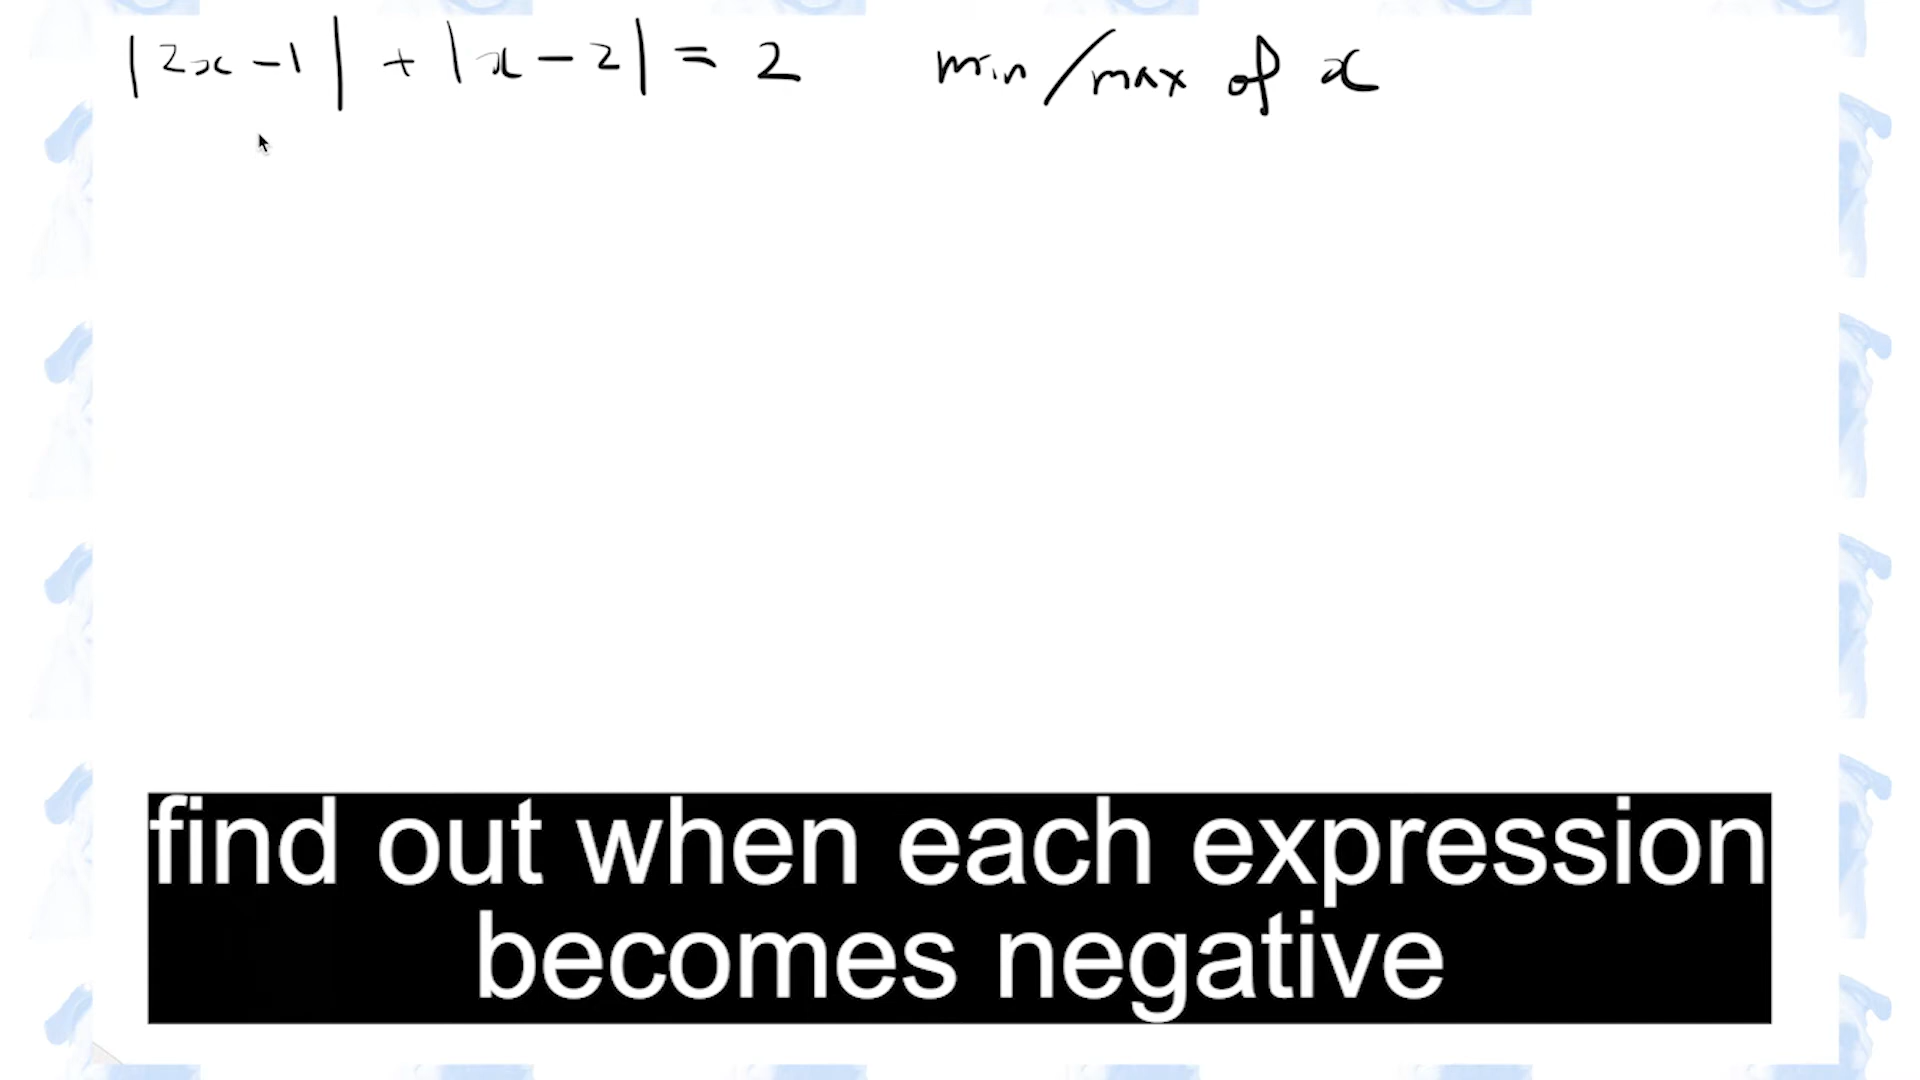 |2x-1| + |x-2| = 2 min/max of x
find out when each expression
becomes negative